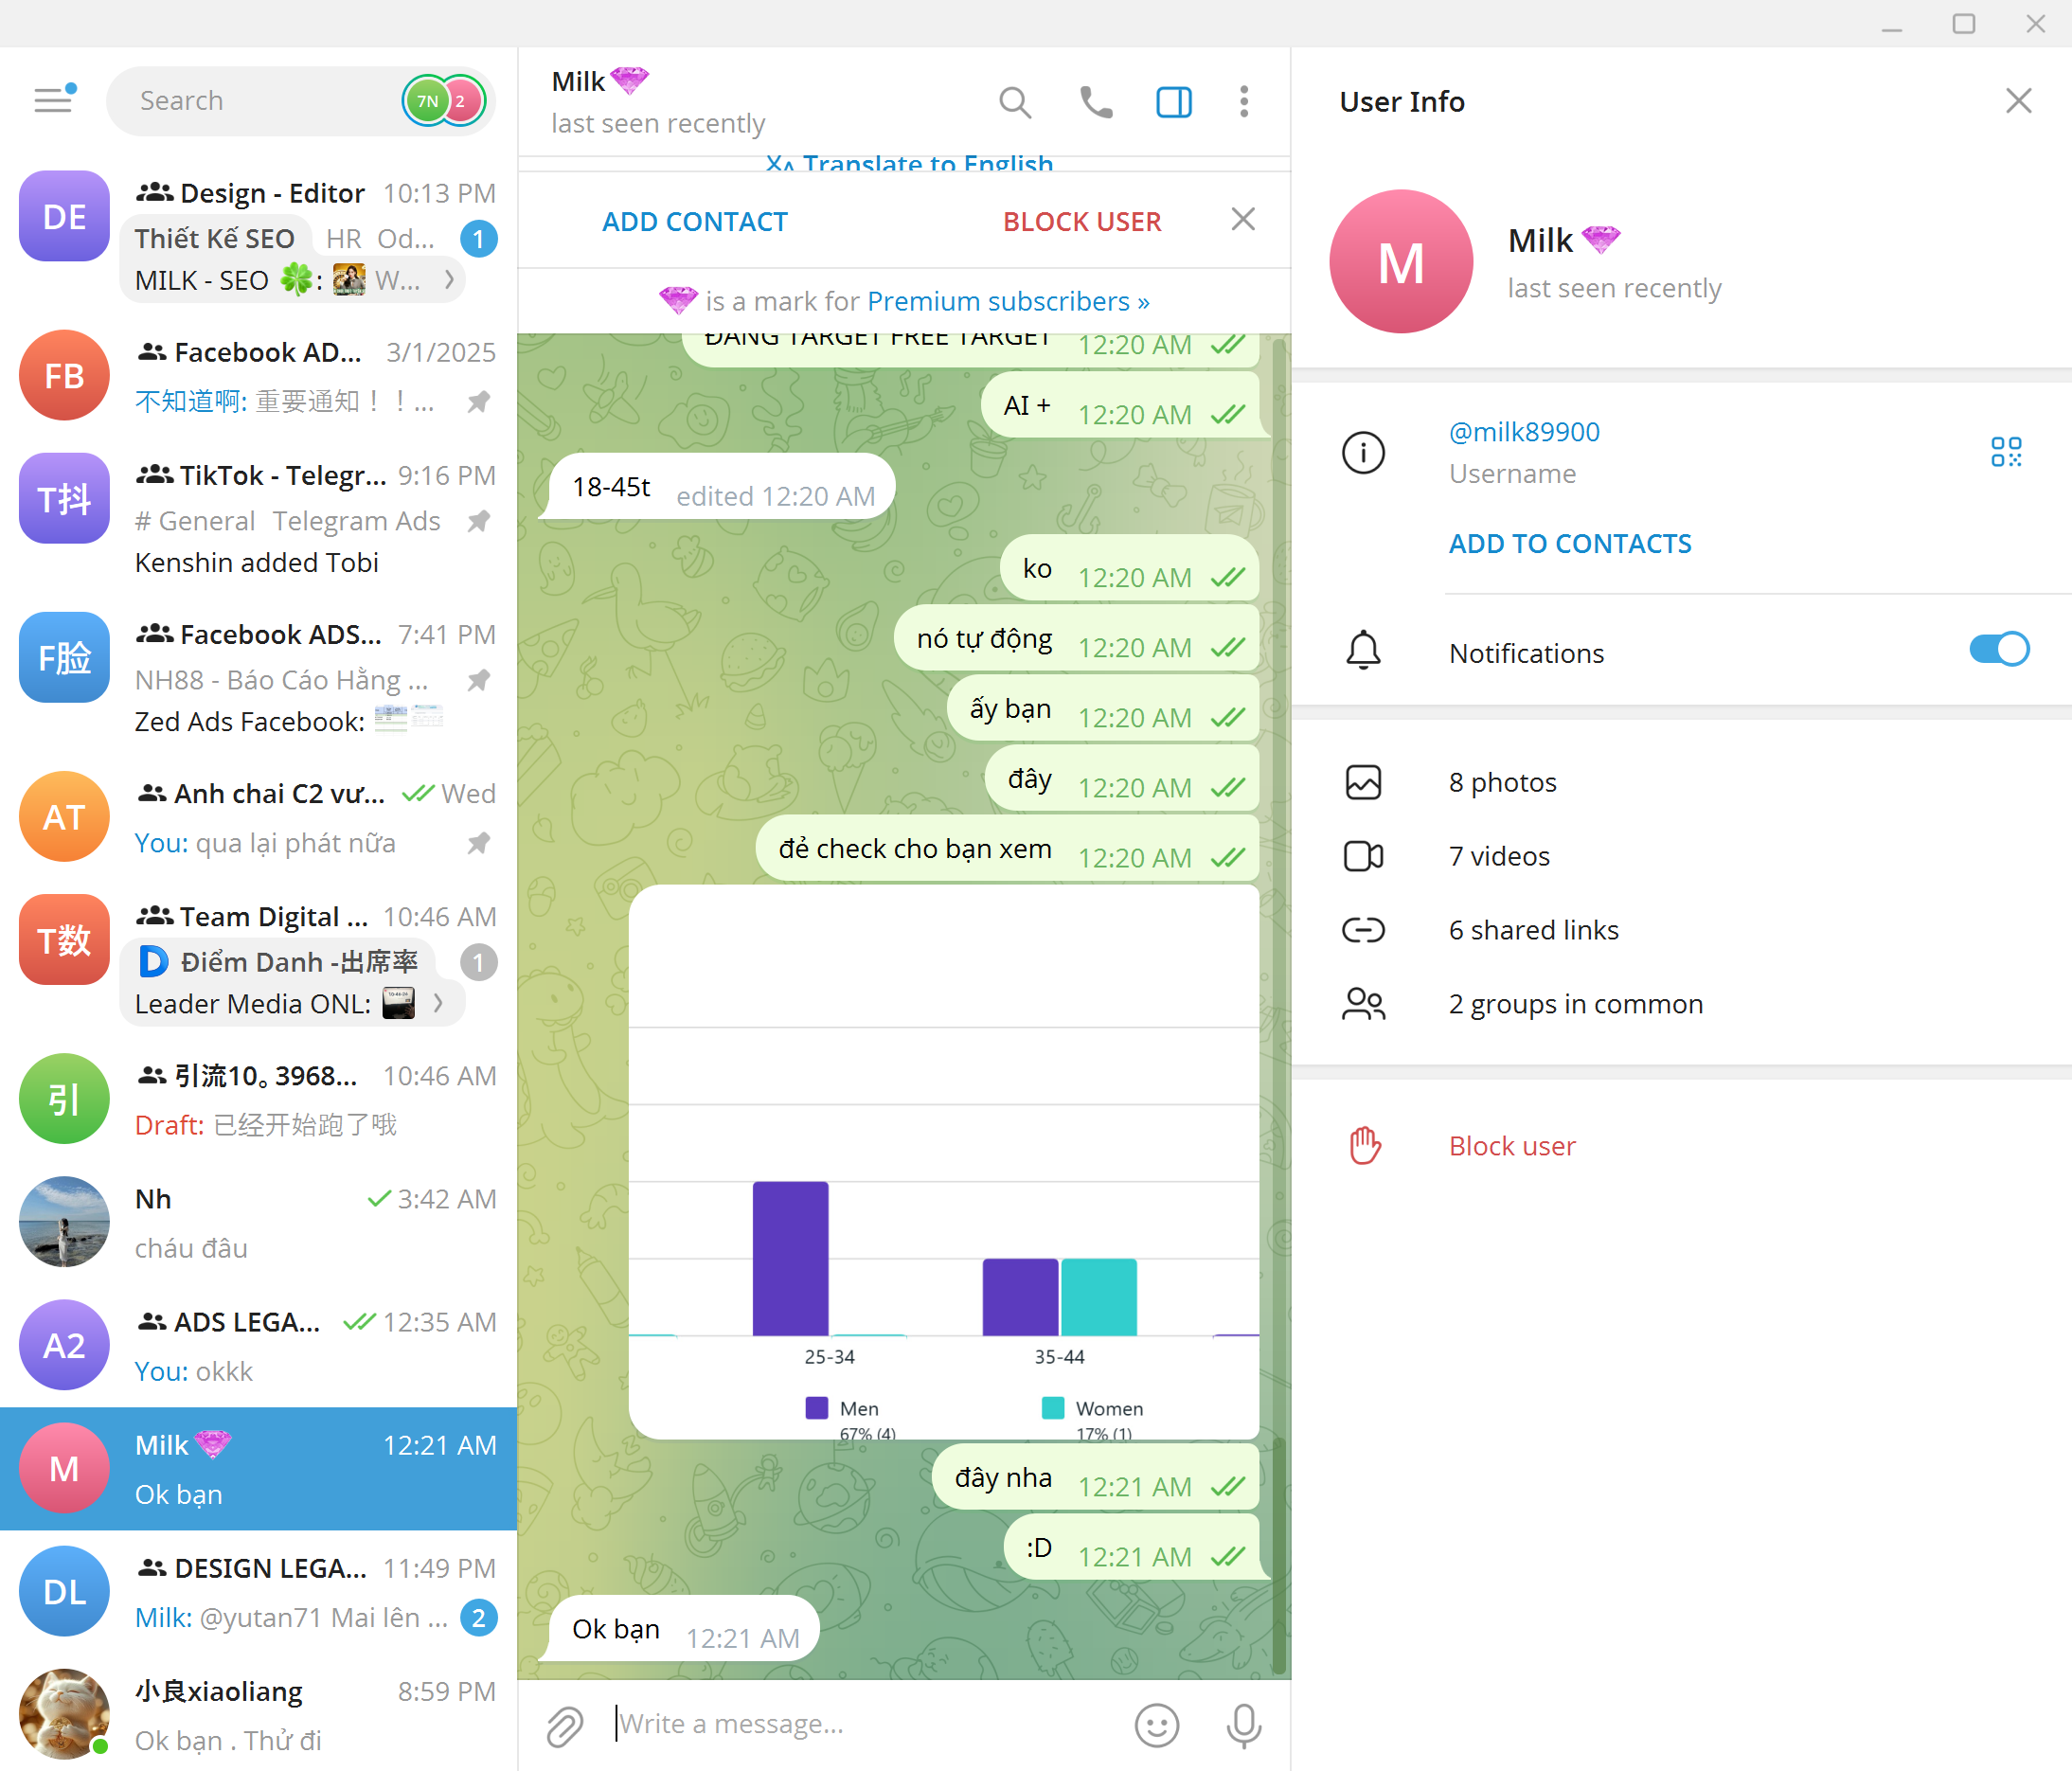 Search
7N
2
DE
Design - Editor
10:13 PM
Thiết Kế SEO
HR
Od...
1
MILK - SEO 🍀:
W...
FB
Facebook AD...
3/1/2025
不知道啊: 重要通知！！...
T抖
TikTok - Telegr...
9:16 PM
# General
Telegram Ads
Kenshin added Tobi
F脸
Facebook ADS...
7:41 PM
NH88 - Báo Cáo Hằng ...
Zed Ads Facebook:
AT
Anh chai C2 vư...
Wed
You: qua lại phát nữa
T数
Team Digital ...
10:46 AM
Điểm Danh -出席率
1
Leader Media ONL:
引
引流10。3968...
10:46 AM
Draft: 已经开始跑了哦
Nh
3:42 AM
cháu đâu
A2
ADS LEGA...
12:35 AM
You: okkk
M
Milk
12:21 AM
Ok bạn
DL
DESIGN LEGA...
11:49 PM
Milk: @yutan71 Mai lên ...
2
小良xiaoliang
8:59 PM
Ok bạn . Thử đi
Milk
last seen recently
Translate to English
ADD CONTACT
BLOCK USER
is a mark for Premium subscribers »
ĐANG TARGET FREE TARGET
12:20 AM
AI +
12:20 AM
18-45t
edited 12:20 AM
ko
12:20 AM
nó tự động
12:20 AM
ấy bạn
12:20 AM
đây
12:20 AM
đẻ check cho bạn xem
12:20 AM
25-34
35-44
Men
67% (4)
Women
17% (1)
đây nha
12:21 AM
:D
12:21 AM
Ok bạn
12:21 AM
Write a message...
User Info
M
Milk
last seen recently
@milk89900
Username
ADD TO CONTACTS
Notifications
8 photos
7 videos
6 shared links
2 groups in common
Block user